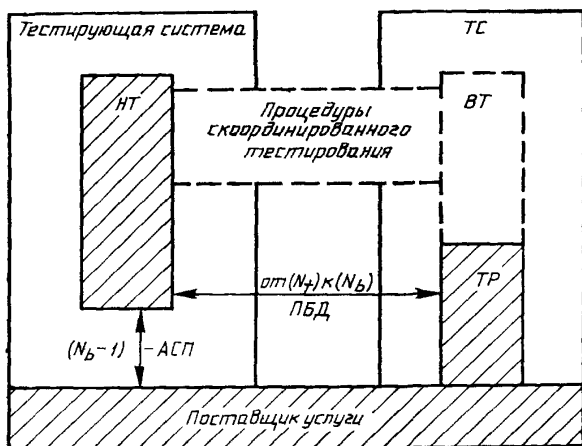 Тестирующая система
ТС
НТ
ВТ
Процедуры
скоординированного
тестирования
от (N_t) к (N_b)
ПБД
ТР
(N_b-1) - АСП
Поставщик услуги